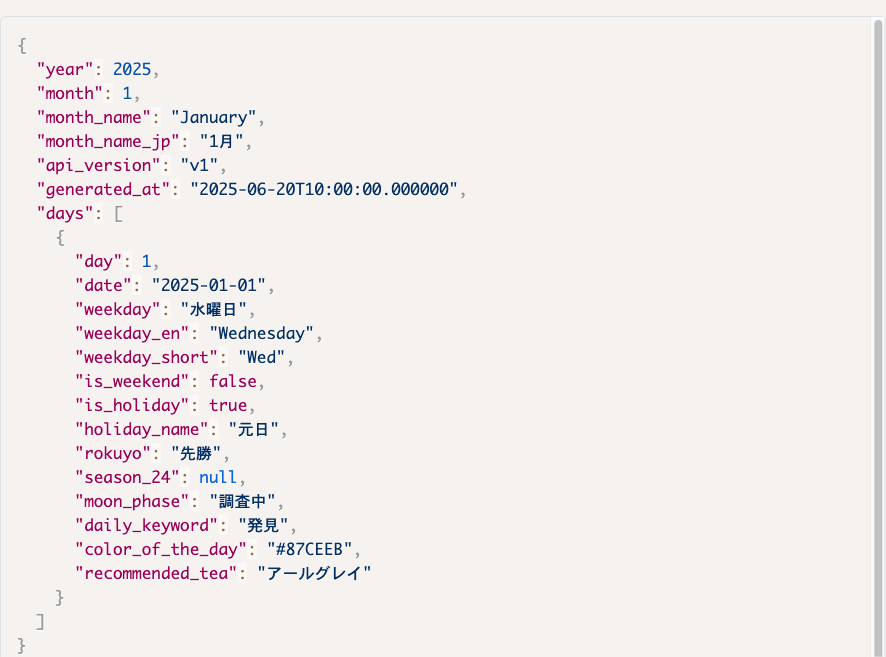 {
  "year": 2025,
  "month": 1,
  "month_name": "January",
  "month_name_jp": "1月",
  "api_version": "v1",
  "generated_at": "2025-06-20T10:00:00.000000",
  "days": [
    {
      "day": 1,
      "date": "2025-01-01",
      "weekday": "水曜日",
      "weekday_en": "Wednesday",
      "weekday_short": "Wed",
      "is_weekend": false,
      "is_holiday": true,
      "holiday_name": "元日",
      "rokuyo": "先勝",
      "season_24": null,
      "moon_phase": "調査中",
      "daily_keyword": "発見",
      "color_of_the_day": "#87CEEB",
      "recommended_tea": "アールグレイ"
    }
  ]
}